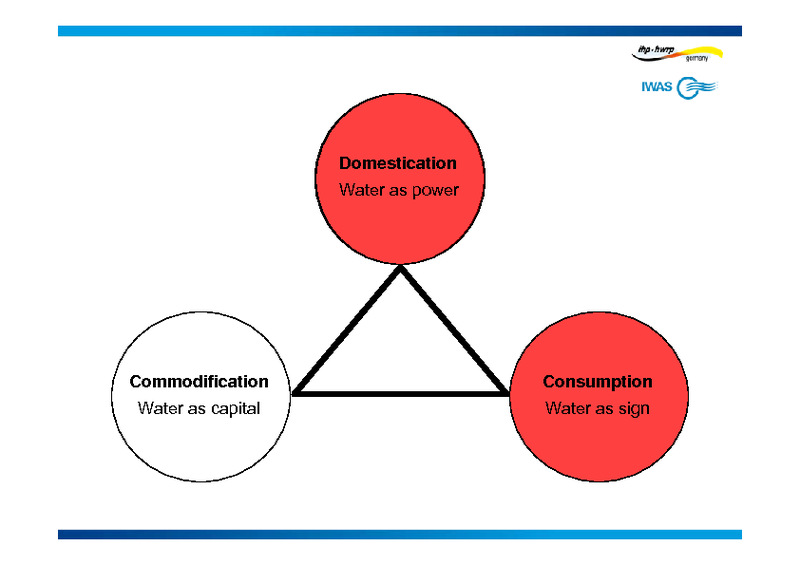 ihp - hwrp
germany
IWAS
Domestication
Water as power
Commodification
Water as capital
Consumption
Water as sign